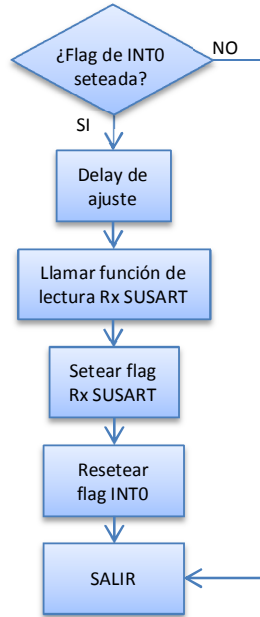 ¿Flag de INT0
seteada?
NO
SI
Delay de
ajuste
Llamar función de
lectura Rx SUSART
Setear flag
Rx SUSART
Resetear
flag INT0
SALIR